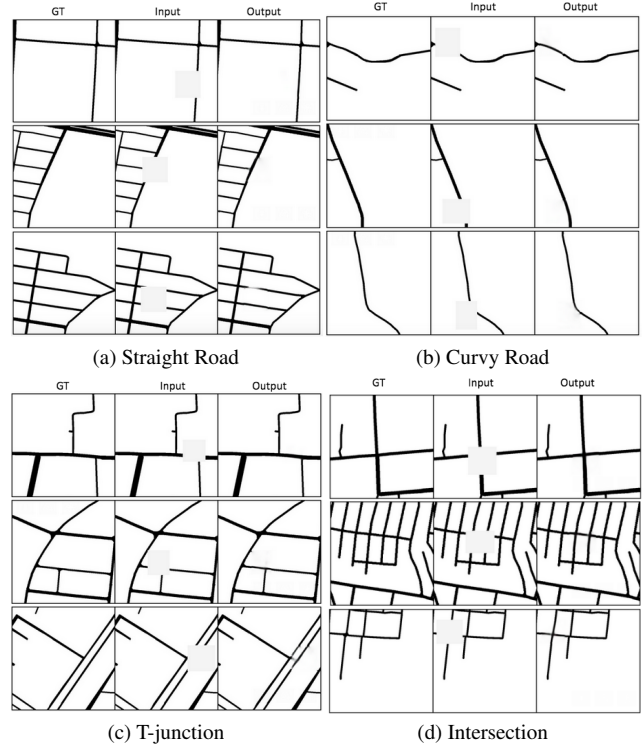 GT Input Output
GT Input Output
(a) Straight Road
(b) Curvy Road
GT Input Output
GT Input Output
(c) T-junction
(d) Intersection